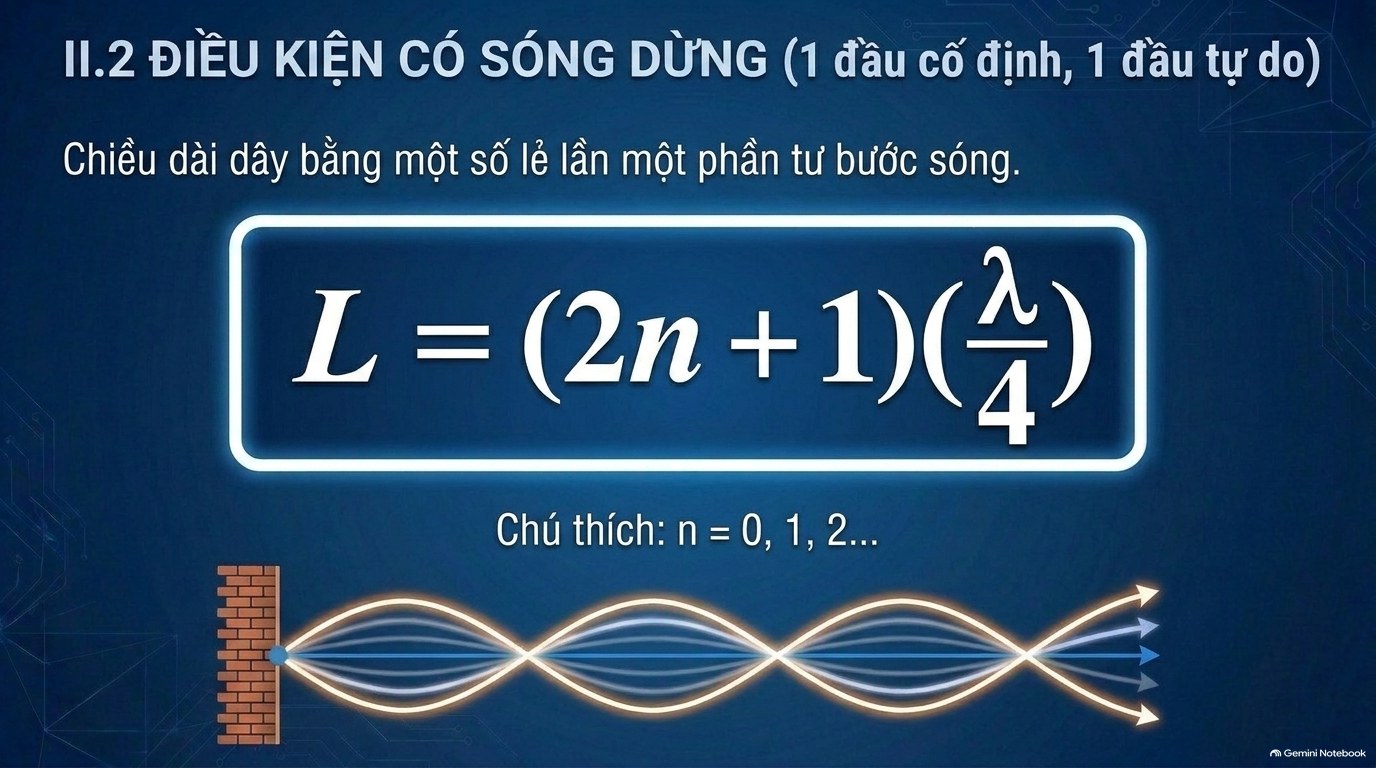 II.2 ĐIỀU KIỆN CÓ SÓNG DỪNG (1 đầu cố định, 1 đầu tự do)
Chiều dài dây bằng một số lẻ lần một phần tư bước sóng.
L = (2n + 1)(λ/4)
Chú thích: n = 0, 1, 2...
Gemini Notebook